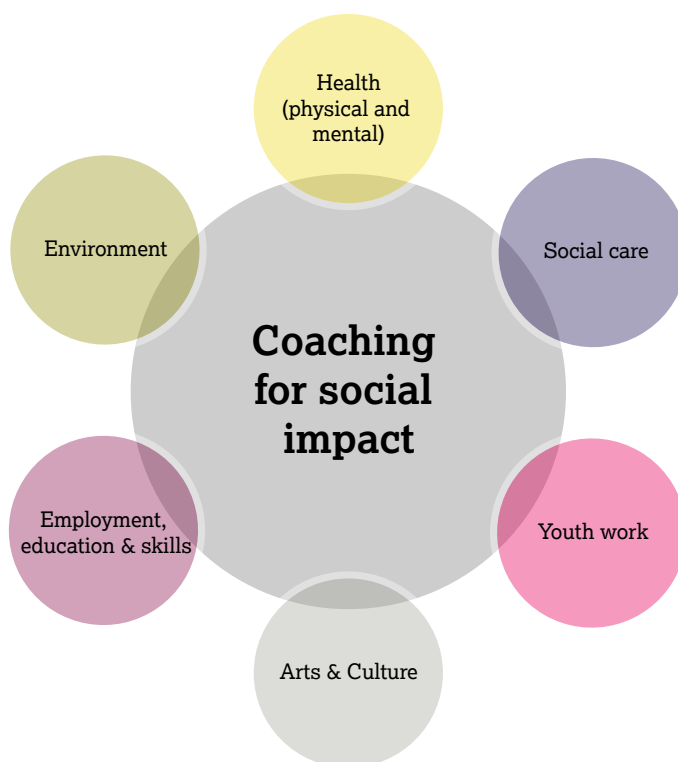 Health
(physical and
mental)
Environment
Social care
Coaching
for social
impact
Employment,
education & skills
Youth work
Arts & Culture